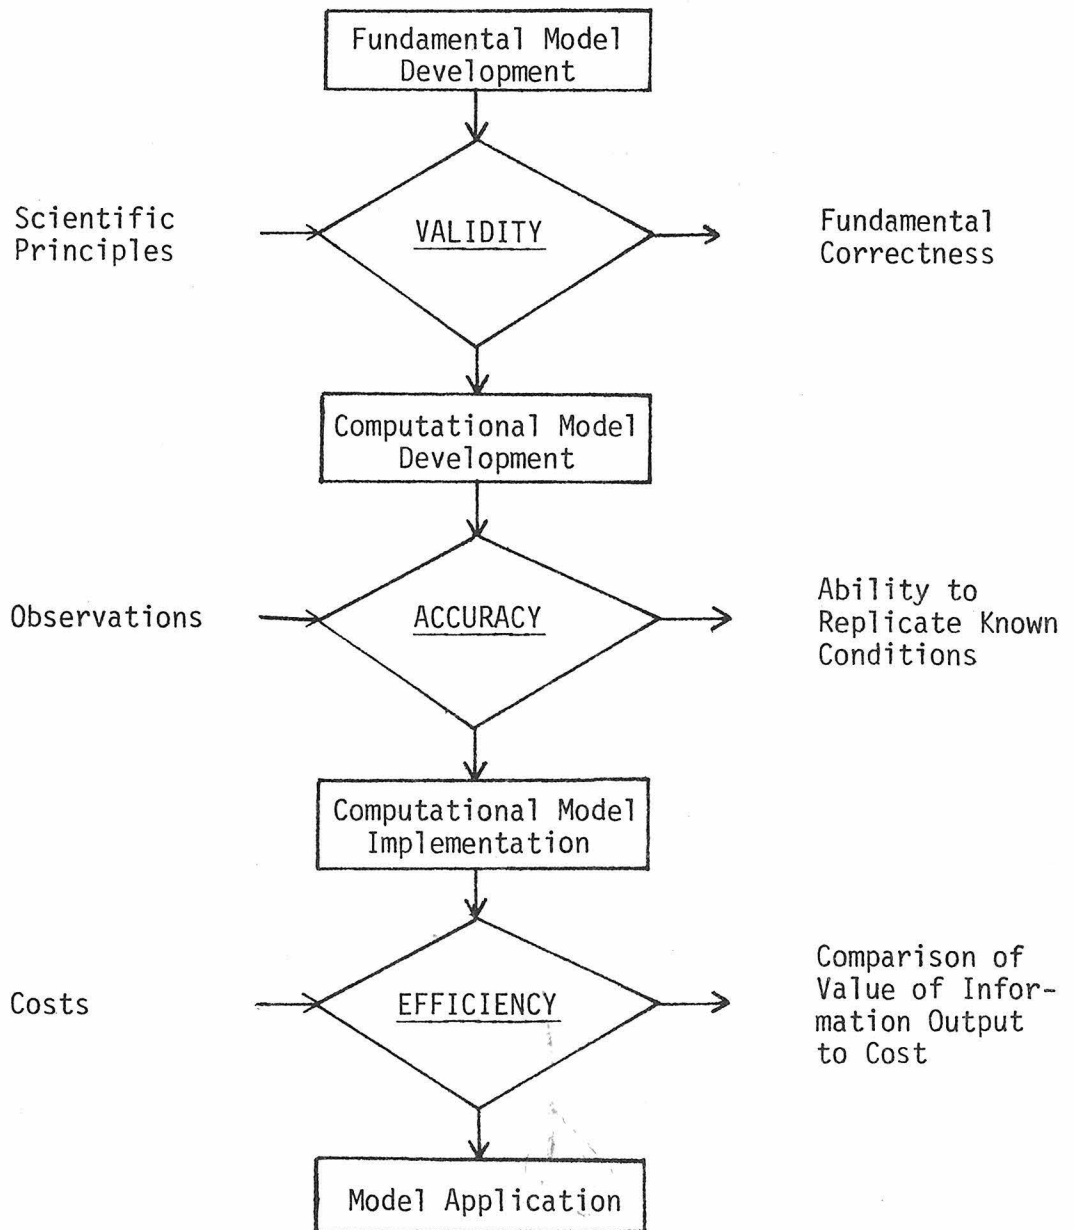 Fundamental Model
Development
Scientific
Principles
VALIDITY
Fundamental
Correctness
Computational Model
Development
Observations
ACCURACY
Ability to
Replicate Known
Conditions
Computational Model
Implementation
Costs
EFFICIENCY
Comparison of
Value of Infor-
mation Output
to Cost
Model Application